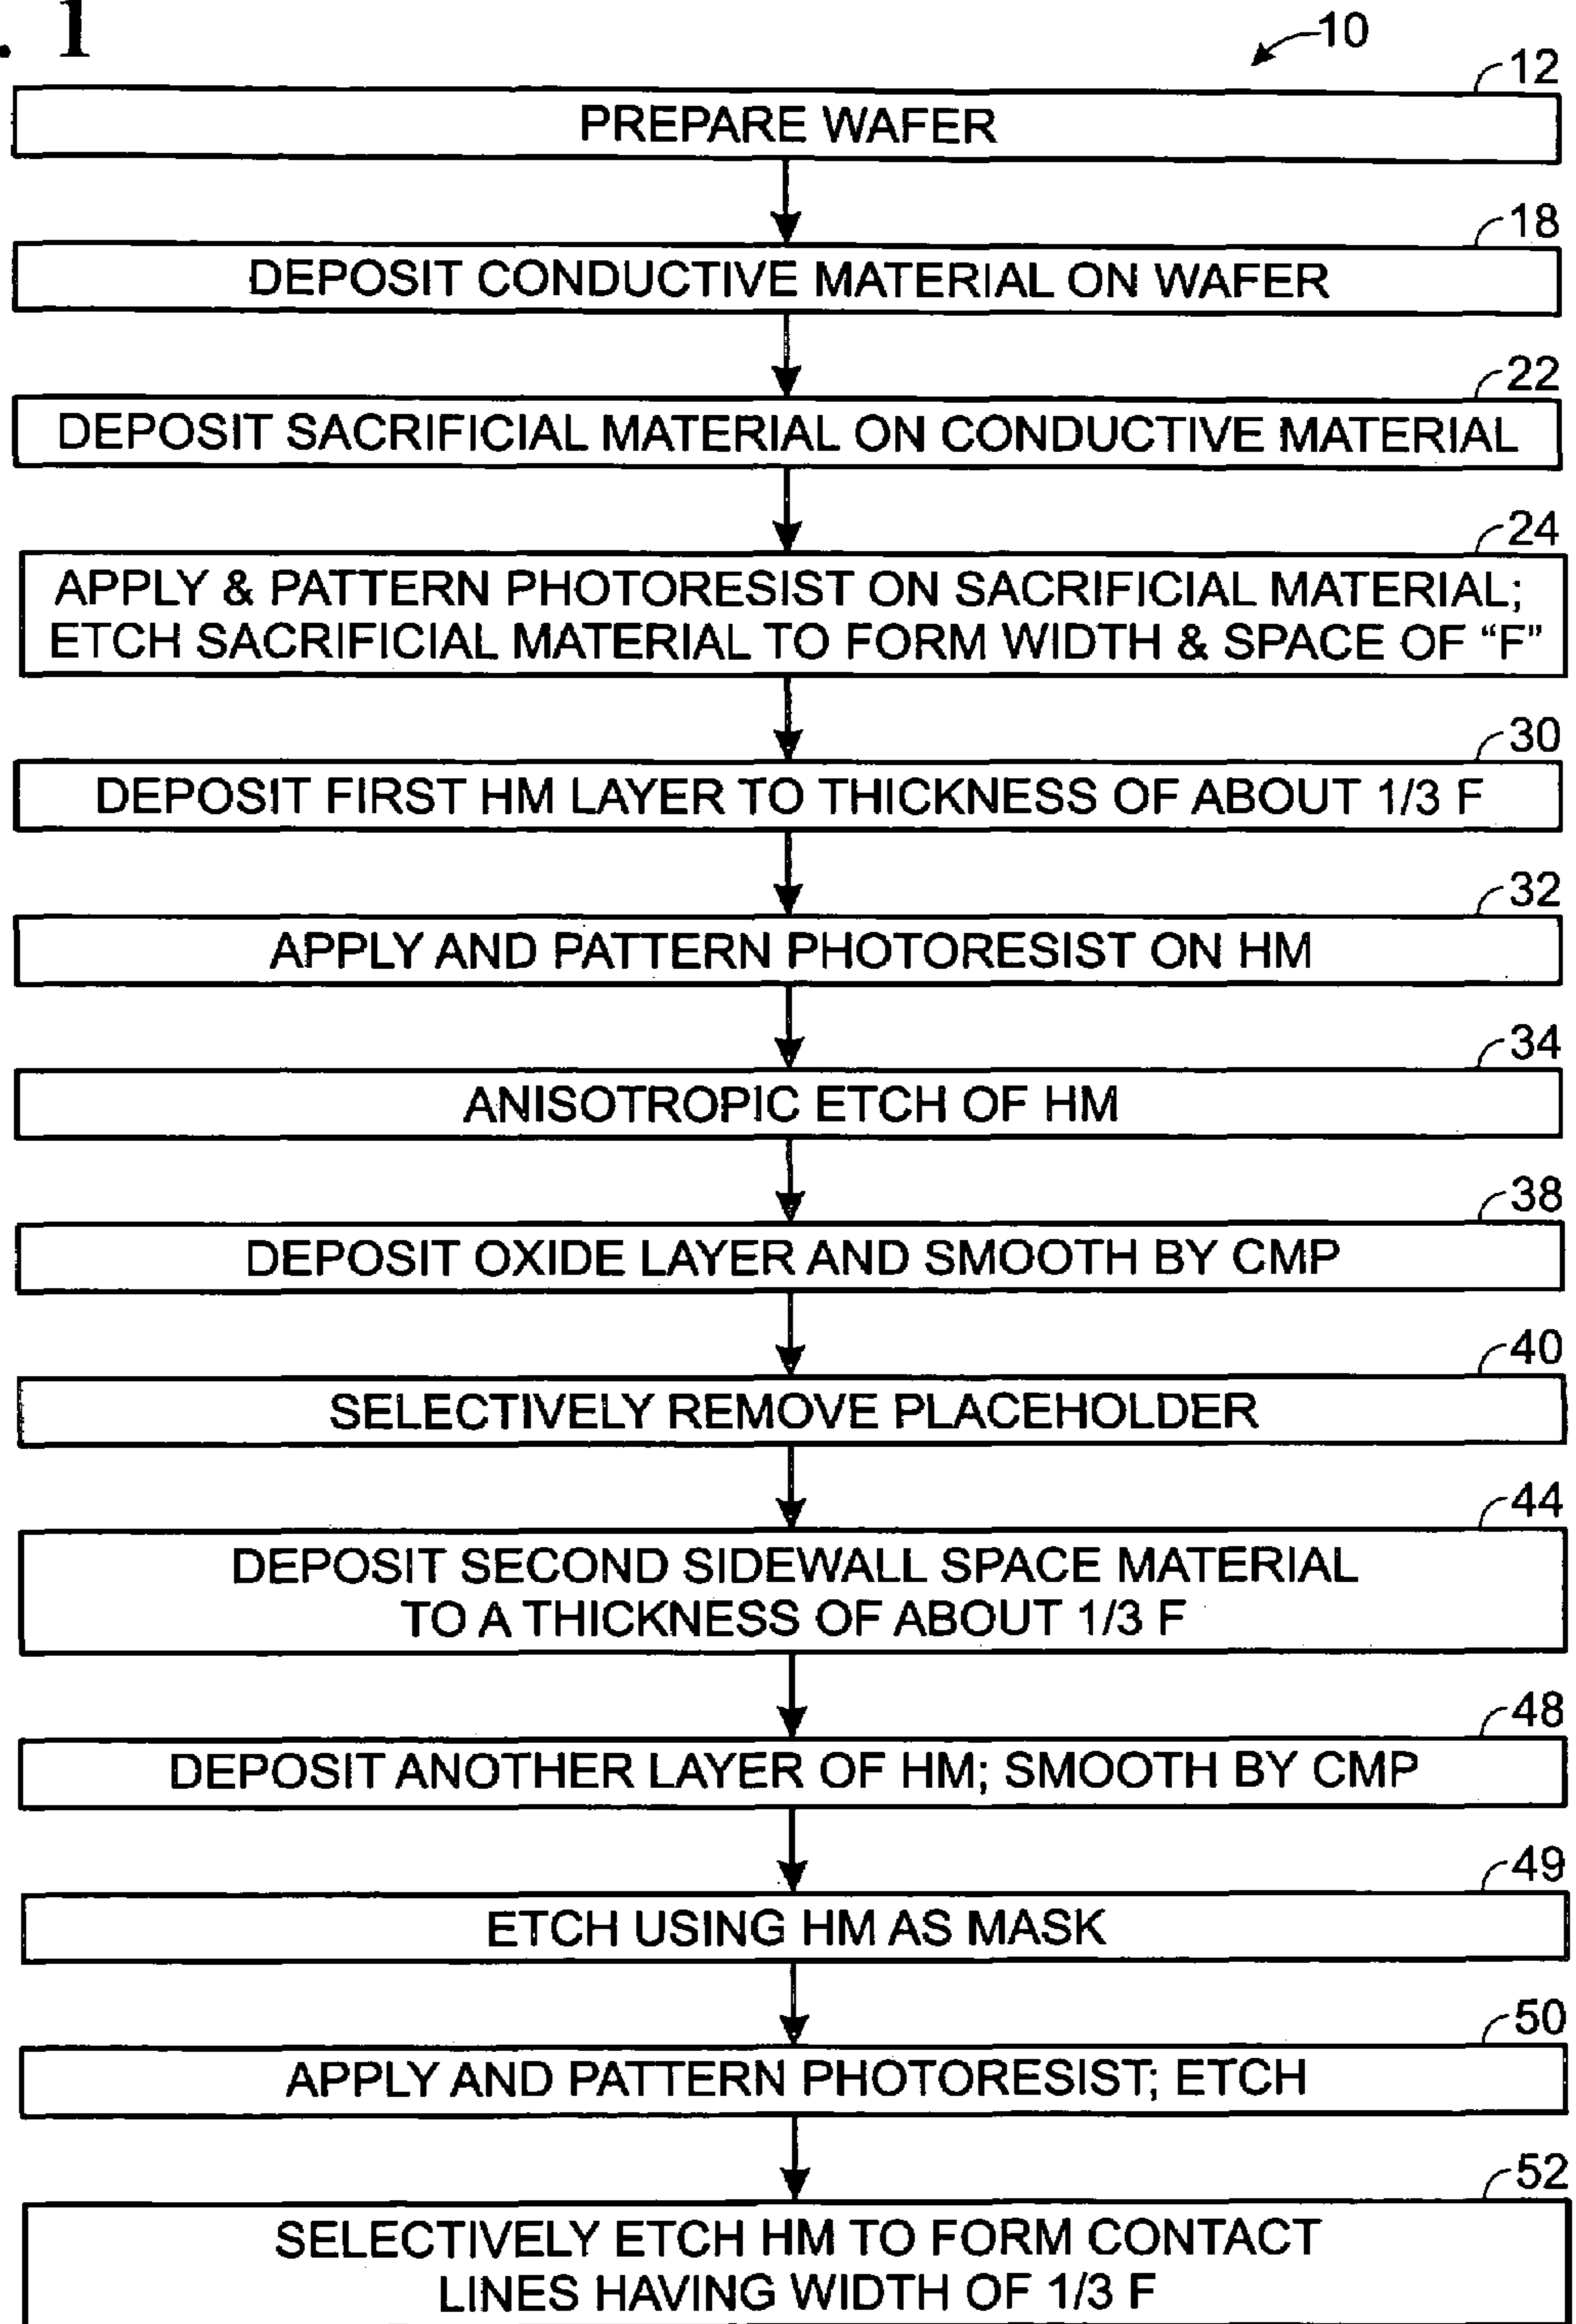 . 1
10
12
PREPARE WAFER
18
DEPOSIT CONDUCTIVE MATERIAL ON WAFER
22
DEPOSIT SACRIFICIAL MATERIAL ON CONDUCTIVE MATERIAL
24
APPLY & PATTERN PHOTORESIST ON SACRIFICIAL MATERIAL;
ETCH SACRIFICIAL MATERIAL TO FORM WIDTH & SPACE OF “F”
30
DEPOSIT FIRST HM LAYER TO THICKNESS OF ABOUT 1/3 F
32
APPLY AND PATTERN PHOTORESIST ON HM
34
ANISOTROPIC ETCH OF HM
38
DEPOSIT OXIDE LAYER AND SMOOTH BY CMP
40
SELECTIVELY REMOVE PLACEHOLDER
44
DEPOSIT SECOND SIDEWALL SPACE MATERIAL
TO A THICKNESS OF ABOUT 1/3 F
48
DEPOSIT ANOTHER LAYER OF HM; SMOOTH BY CMP
49
ETCH USING HM AS MASK
50
APPLY AND PATTERN PHOTORESIST; ETCH
52
SELECTIVELY ETCH HM TO FORM CONTACT
LINES HAVING WIDTH OF 1/3 F